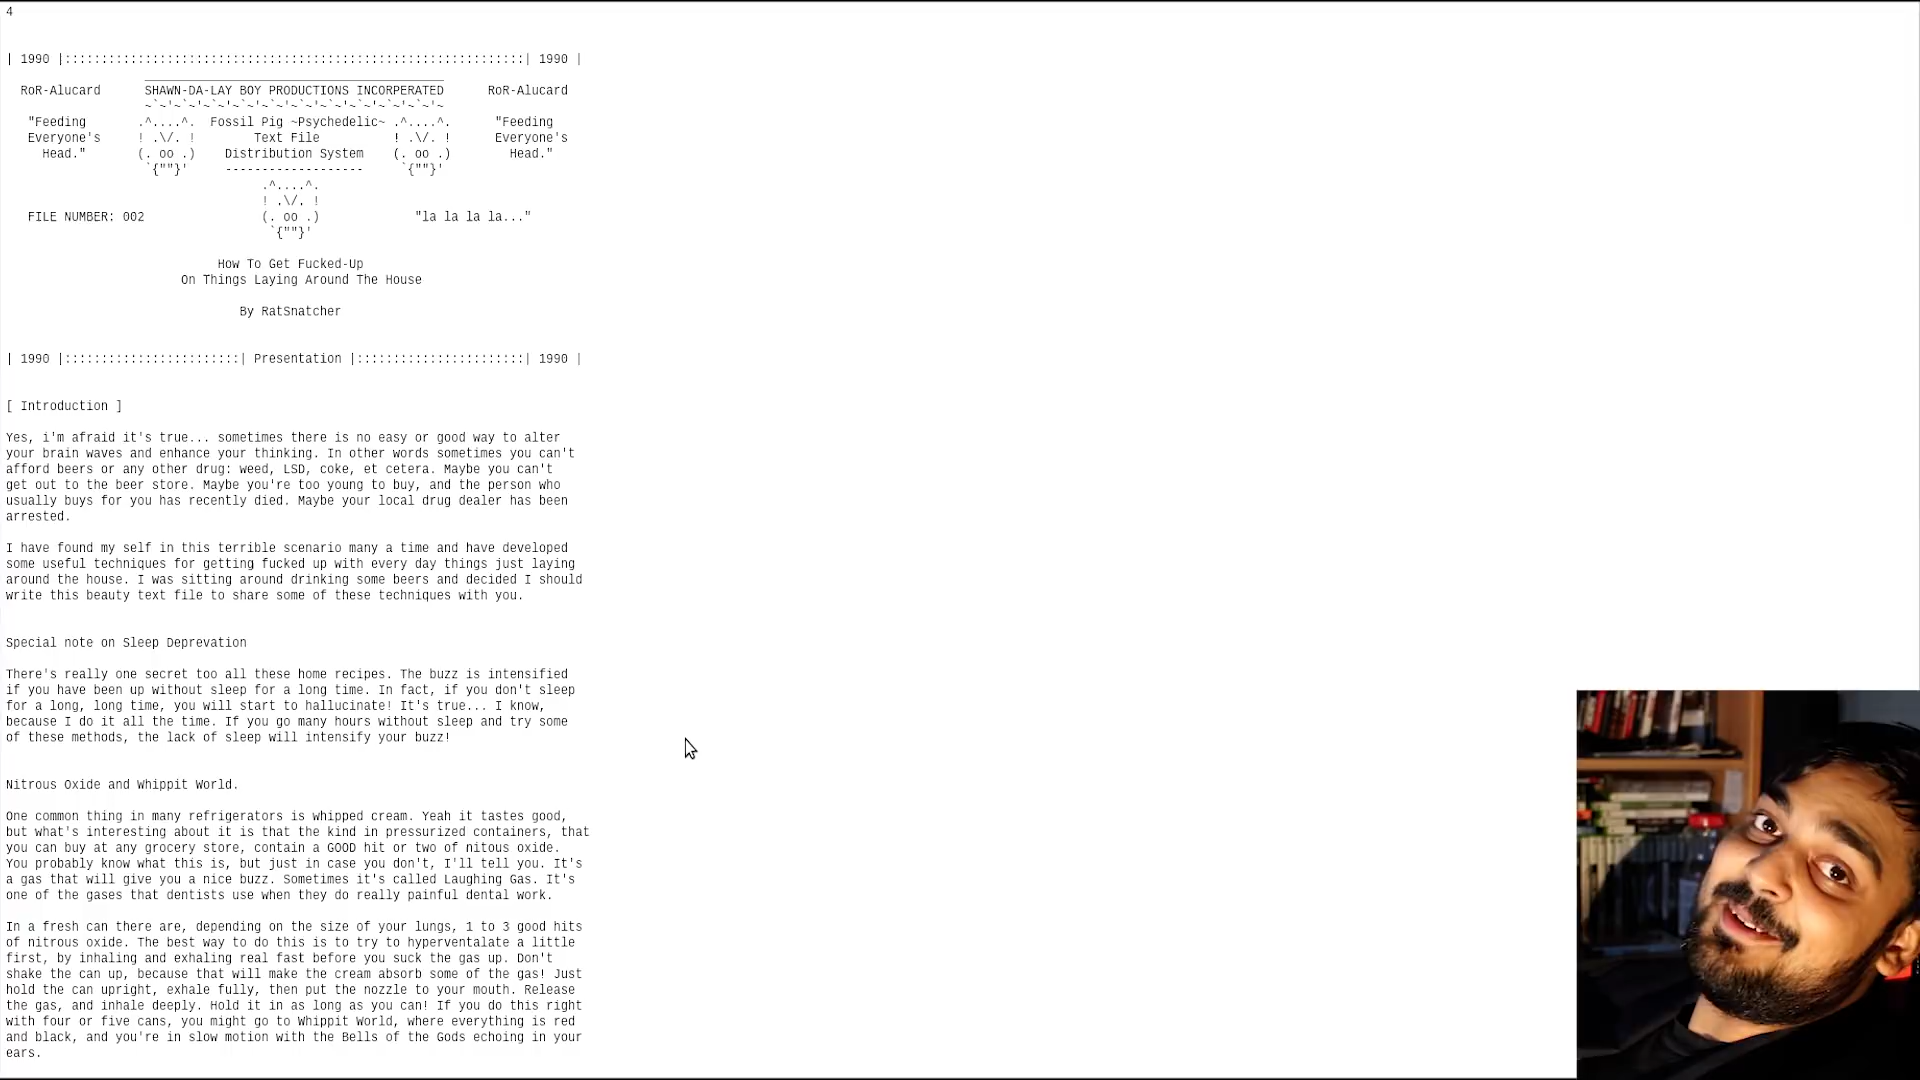 4
| 1990 |:::::::::::::::::::::::::::::::::::::::::::::::::::::::::::::::| 1990 |
_________________________________________
RoR-Alucard SHAWN-DA-LAY BOY PRODUCTIONS INCORPERATED RoR-Alucard
~`~'~`~'~`~'~`~'~`~'~`~'~`~'~`~'~`~'~`~'~
"Feeding .^....^. Fossil Pig ~Psychedelic~ .^....^. "Feeding
Everyone's ! .\/. ! Text File ! .\/. ! Everyone's
Head." (. oo .) Distribution System (. oo .) Head."
`{""}' ------------------- `{""}'
.^....^.
! .\/. !
FILE NUMBER: 002 (. oo .) "la la la la..."
`{""}'
How To Get Fucked-Up
On Things Laying Around The House
By RatSnatcher
| 1990 |::::::::::::::::::::::::| Presentation |:::::::::::::::::::::::| 1990 |
[ Introduction ]
Yes, i'm afraid it's true... sometimes there is no easy or good way to alter
your brain waves and enhance your thinking. In other words sometimes you can't
afford beers or any other drug: weed, LSD, coke, et cetera. Maybe you can't
get out to the beer store. Maybe you're too young to buy, and the person who
usually buys for you has recently died. Maybe your local drug dealer has been
arrested.
I have found my self in this terrible scenario many a time and have developed
some useful techniques for getting fucked up with every day things just laying
around the house. I was sitting around drinking some beers and decided I should
write this beauty text file to share some of these techniques with you.
Special note on Sleep Deprevation
There's really one secret too all these home recipes. The buzz is intensified
if you have been up without sleep for a long time. In fact, if you don't sleep
for a long, long time, you will start to hallucinate! It's true... I know,
because I do it all the time. If you go many hours without sleep and try some
of these methods, the lack of sleep will intensify your buzz!
Nitrous Oxide and Whippit World.
One common thing in many refrigerators is whipped cream. Yeah it tastes good,
but what's interesting about it is that the kind in pressurized containers, that
you can buy at any grocery store, contain a GOOD hit or two of nitous oxide.
You probably know what this is, but just in case you don't, I'll tell you. It's
a gas that will give you a nice buzz. Sometimes it's called Laughing Gas. It's
one of the gases that dentists use when they do really painful dental work.
In a fresh can there are, depending on the size of your lungs, 1 to 3 good hits
of nitrous oxide. The best way to do this is to try to hyperventalate a little
first, by inhaling and exhaling real fast before you suck the gas up. Don't
shake the can up, because that will make the cream absorb some of the gas! Just
hold the can upright, exhale fully, then put the nozzle to your mouth. Release
the gas, and inhale deeply. Hold it in as long as you can! If you do this right
with four or five cans, you might go to Whippit World, where everything is red
and black, and you're in slow motion with the Bells of the Gods echoing in your
ears.